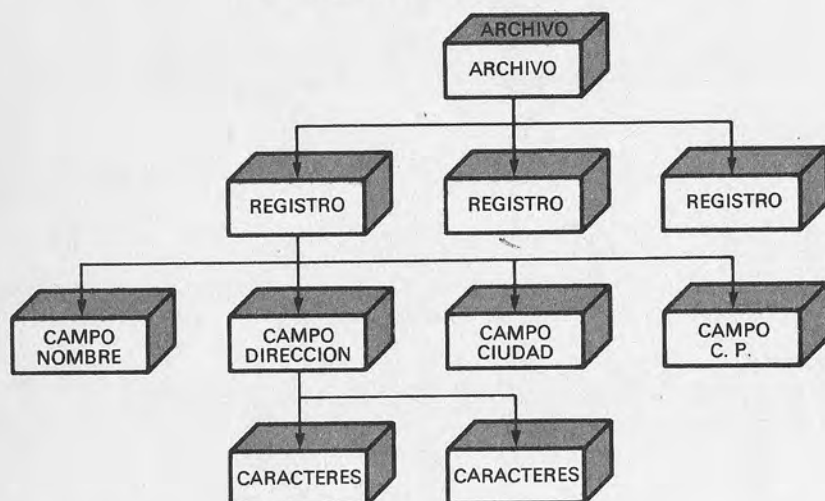 ARCHIVO
ARCHIVO
REGISTRO
REGISTRO
REGISTRO
CAMPO
NOMBRE
CAMPO
DIRECCION
CAMPO
CIUDAD
CAMPO
C. P.
CARACTERES
CARACTERES